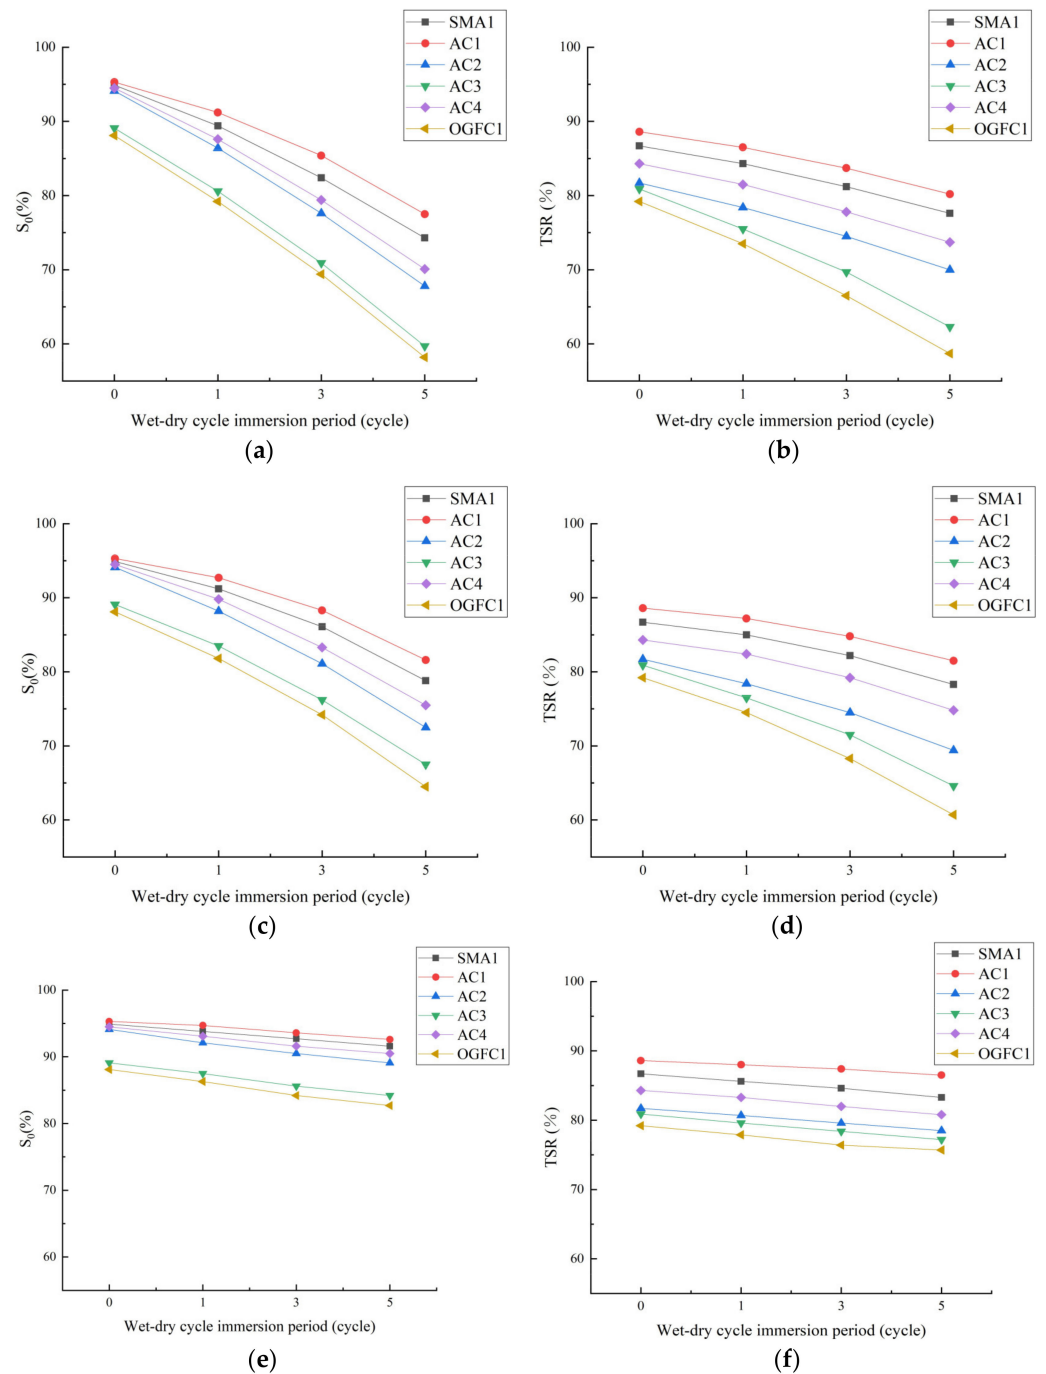 SMA1
AC1
AC2
AC3
AC4
OGFC1
100
90
80
70
60
S0(%)
0 1 3 5
Wet-dry cycle immersion period (cycle)
(a)
SMA1
AC1
AC2
AC3
AC4
OGFC1
100
90
80
70
60
TSR (%)
0 1 3 5
Wet-dry cycle immersion period (cycle)
(b)
SMA1
AC1
AC2
AC3
AC4
OGFC1
100
90
80
70
60
S0(%)
0 1 3 5
Wet-dry cycle immersion period (cycle)
(c)
SMA1
AC1
AC2
AC3
AC4
OGFC1
100
90
80
70
60
TSR (%)
0 1 3 5
Wet-dry cycle immersion period (cycle)
(d)
SMA1
AC1
AC2
AC3
AC4
OGFC1
100
90
80
70
60
S0(%)
0 1 3 5
Wet-dry cycle immersion period (cycle)
(e)
SMA1
AC1
AC2
AC3
AC4
OGFC1
100
90
80
70
60
TSR (%)
0 1 3 5
Wet-dry cycle immersion period (cycle)
(f)